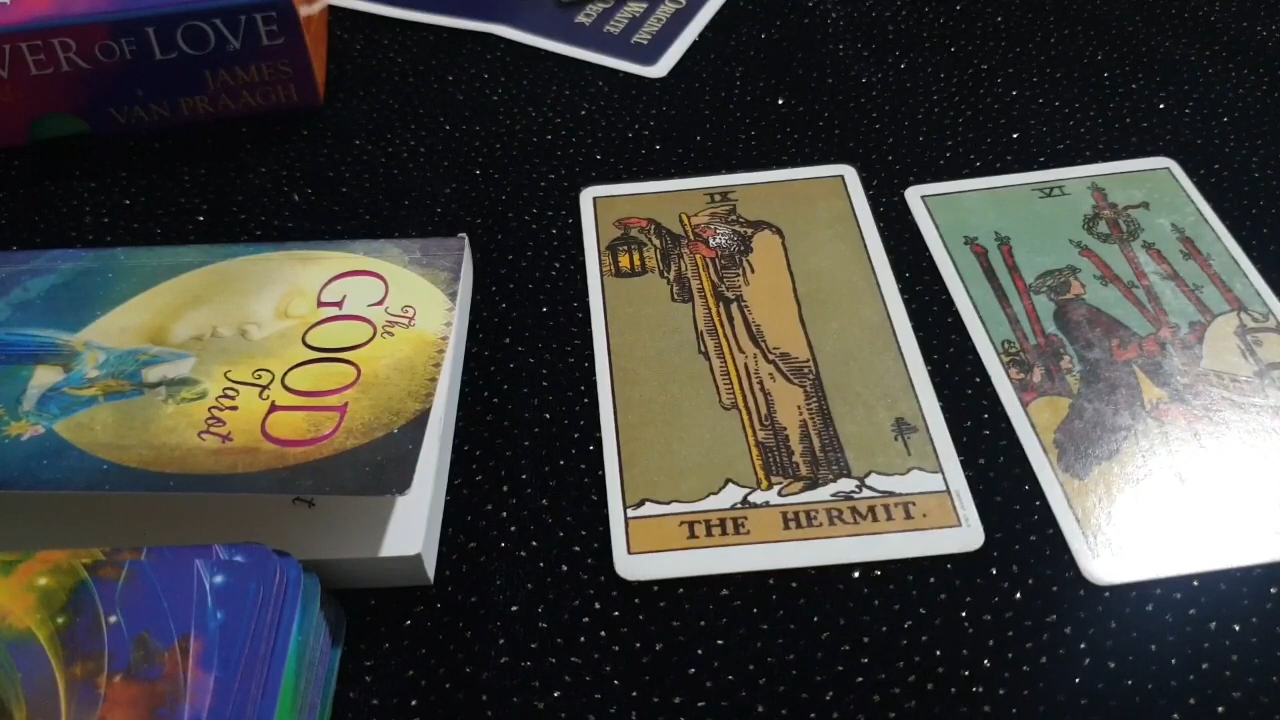 VER OF LOVE
JAMES
VAN PRAAGH
ORIGINAL
WAITE
DECK
The
GOOD
Tarot
t
IX
THE HERMIT.
VI